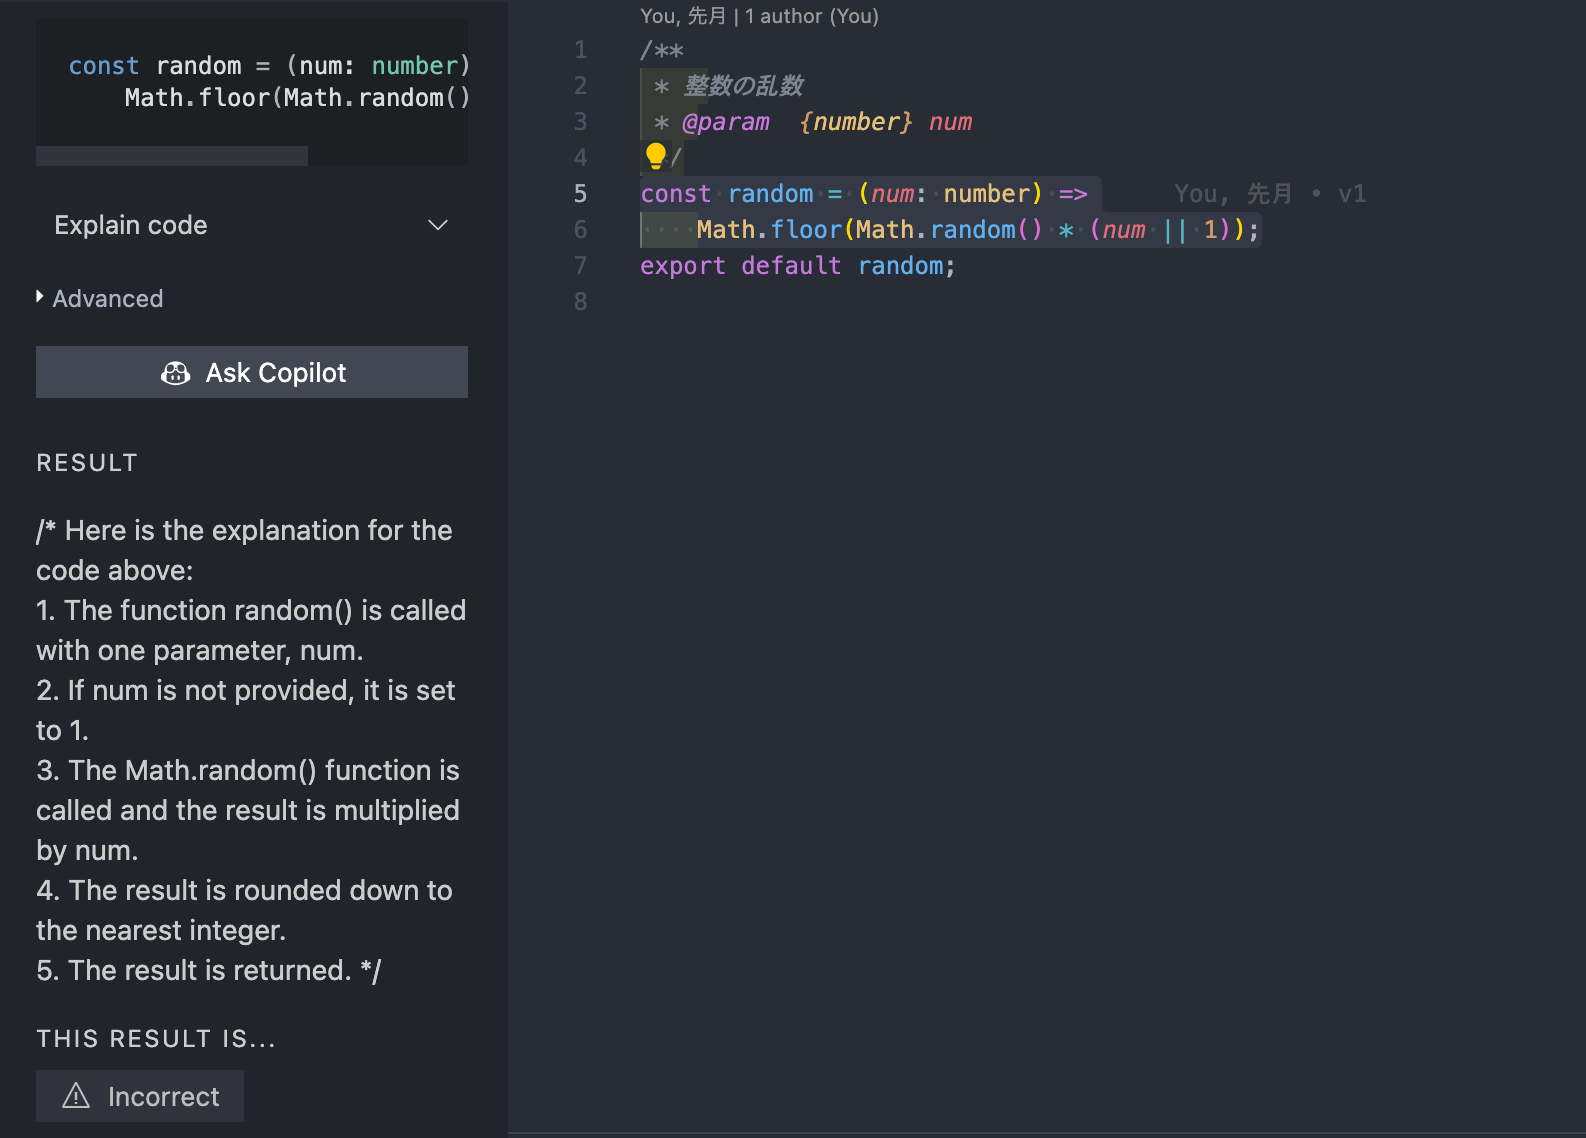 const random = (num: number)
Math.floor(Math.random()
Explain code
Advanced
Ask Copilot
RESULT
/* Here is the explanation for the
code above:
1. The function random() is called
with one parameter, num.
2. If num is not provided, it is set
to 1.
3. The Math.random() function is
called and the result is multiplied
by num.
4. The result is rounded down to
the nearest integer.
5. The result is returned. */
THIS RESULT IS...
Incorrect
You, 先月 | 1 author (You)
1 /**
2 * 整数の乱数
3 * @param  {number} num
4 */
5 const random = (num: number) => You, 先月 • v1
6 Math.floor(Math.random() * (num || 1));
7 export default random;
8